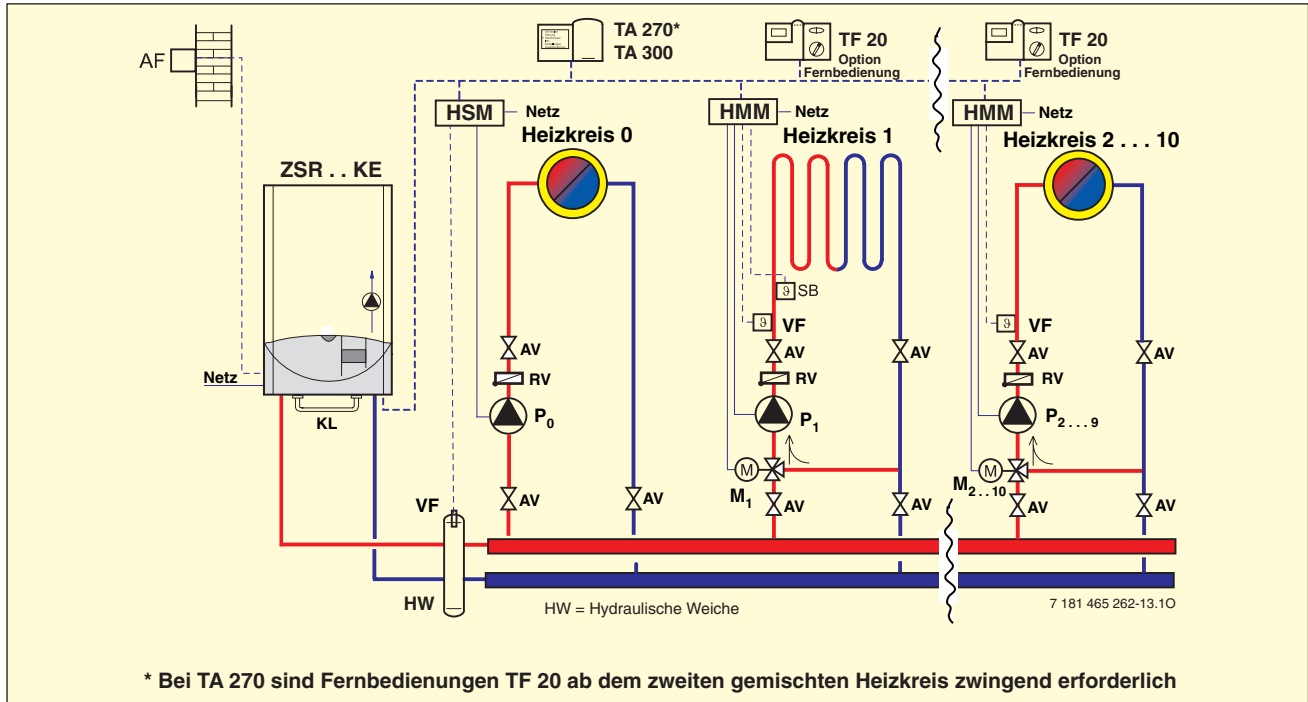 AF
TA 270*
TA 300
TF 20
Option
Fernbedienung
TF 20
Option
Fernbedienung
HSM
Netz
HMM
Netz
HMM
Netz
Heizkreis 0
Heizkreis 1
Heizkreis 2 . . . 10
ZSR . . KE
ϑ SB
ϑ VF
ϑ VF
AV
AV
AV
AV
AV
RV
RV
RV
Netz
KL
P0
P1
P2 . . . 9
M
M
M1
M2 . . 10
VF
AV
AV
AV
AV
AV
AV
HW
HW = Hydraulische Weiche
7 181 465 262-13.1O
* Bei TA 270 sind Fernbedienungen TF 20 ab dem zweiten gemischten Heizkreis zwingend erforderlich